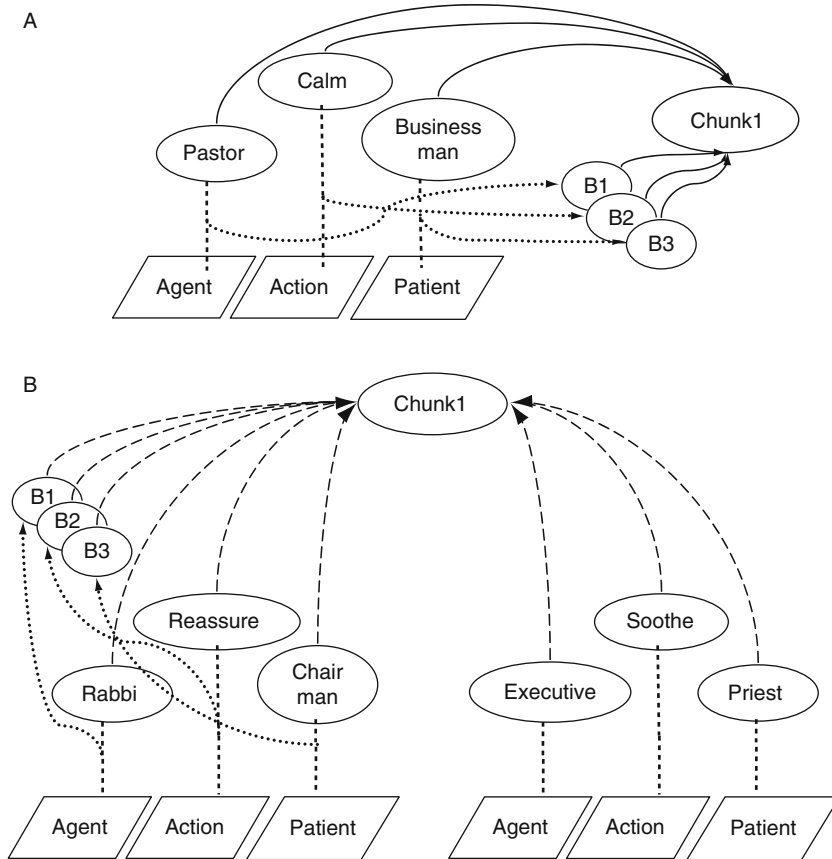 A
Calm
Business
man
Chunk1
Pastor
B1
B2
B3
Agent
Action
Patient
B
Chunk1
B1
B2
B3
Reassure
Soothe
Rabbi
Chair
man
Executive
Priest
Agent
Action
Patient
Agent
Action
Patient